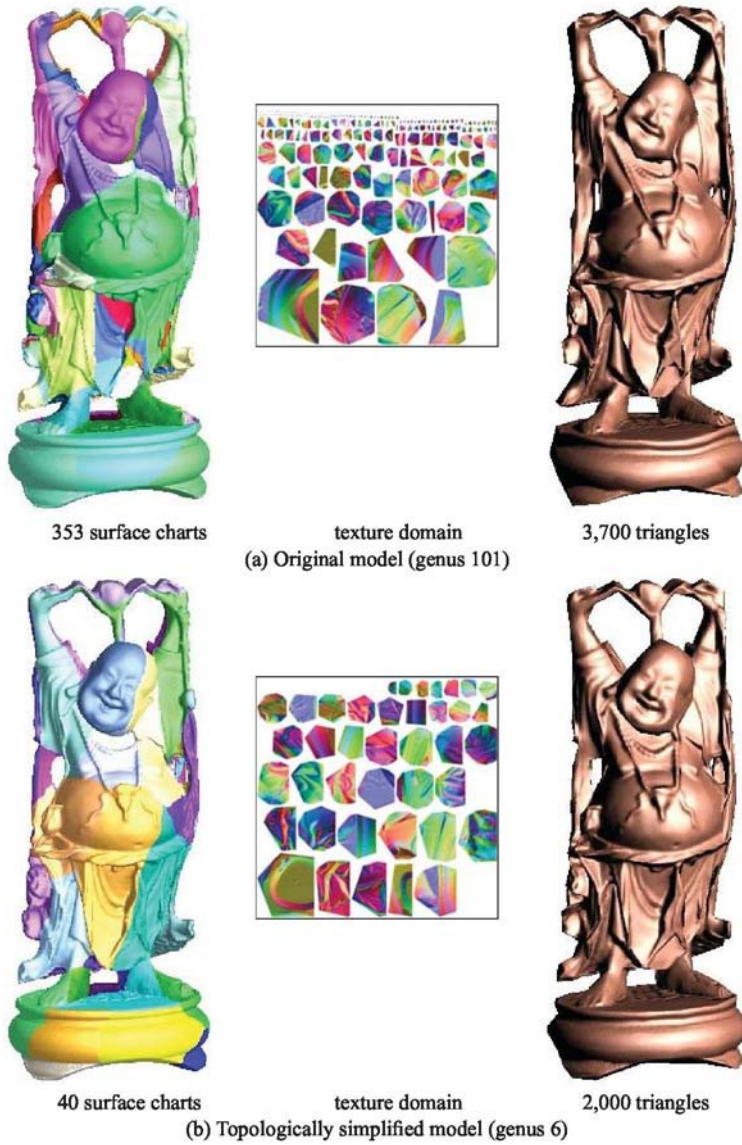 353 surface charts texture domain 3,700 triangles
(a) Original model (genus 101)
40 surface charts texture domain 2,000 triangles
(b) Topologically simplified model (genus 6)